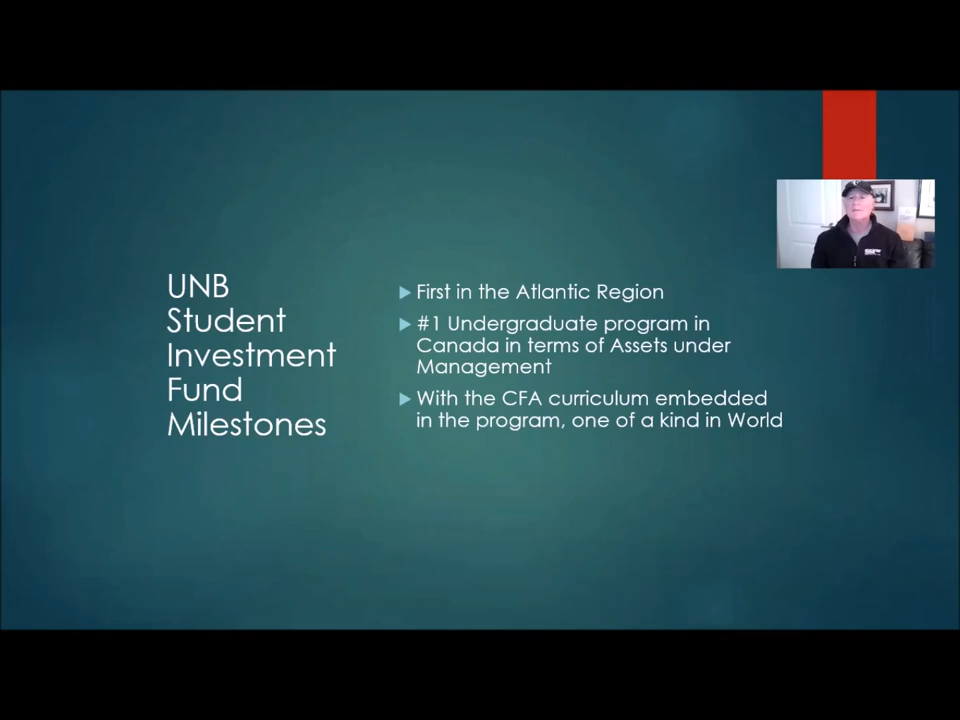 UNB
Student
Investment
Fund
Milestones
First in the Atlantic Region
#1 Undergraduate program in
Canada in terms of Assets under
Management
With the CFA curriculum embedded
in the program, one of a kind in World